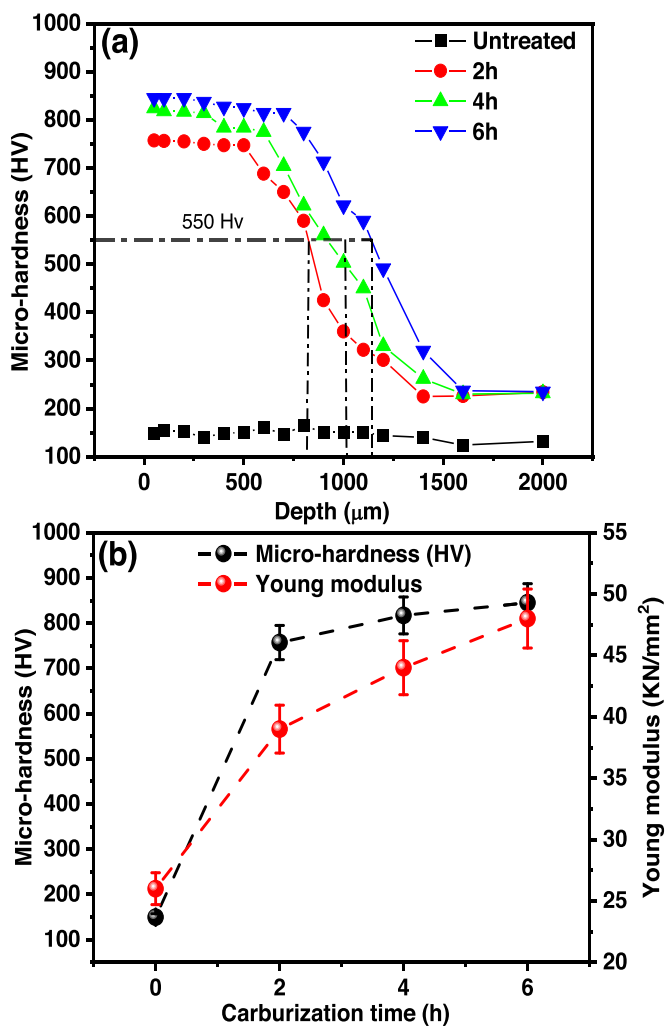 (a)
Untreated
2h
4h
6h
550 Hv
Micro-hardness (HV)
1000
900
800
700
600
500
400
300
200
100
0 500 1000 1500 2000
Depth (μm)
(b)
Micro-hardness (HV)
Young modulus
Micro-hardness (HV)
1000
900
800
700
600
500
400
300
200
100
55
50
45
40
35
30
25
20
Young modulus (KN/mm²)
0 2 4 6
Carburization time (h)